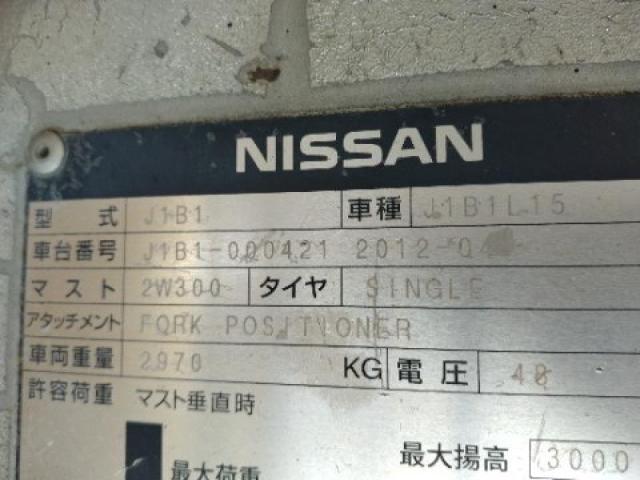 NISSAN
型 式 J1B1 車種 J1B1L15
車台番号 J1B1-000421 2012-0
マスト 2W300 タイヤ SINGLE
アタッチメント FORK POSITIONER
車両重量 2970 KG 電圧 48
許容荷重 マスト垂直時
最大荷重 最大揚高 3000